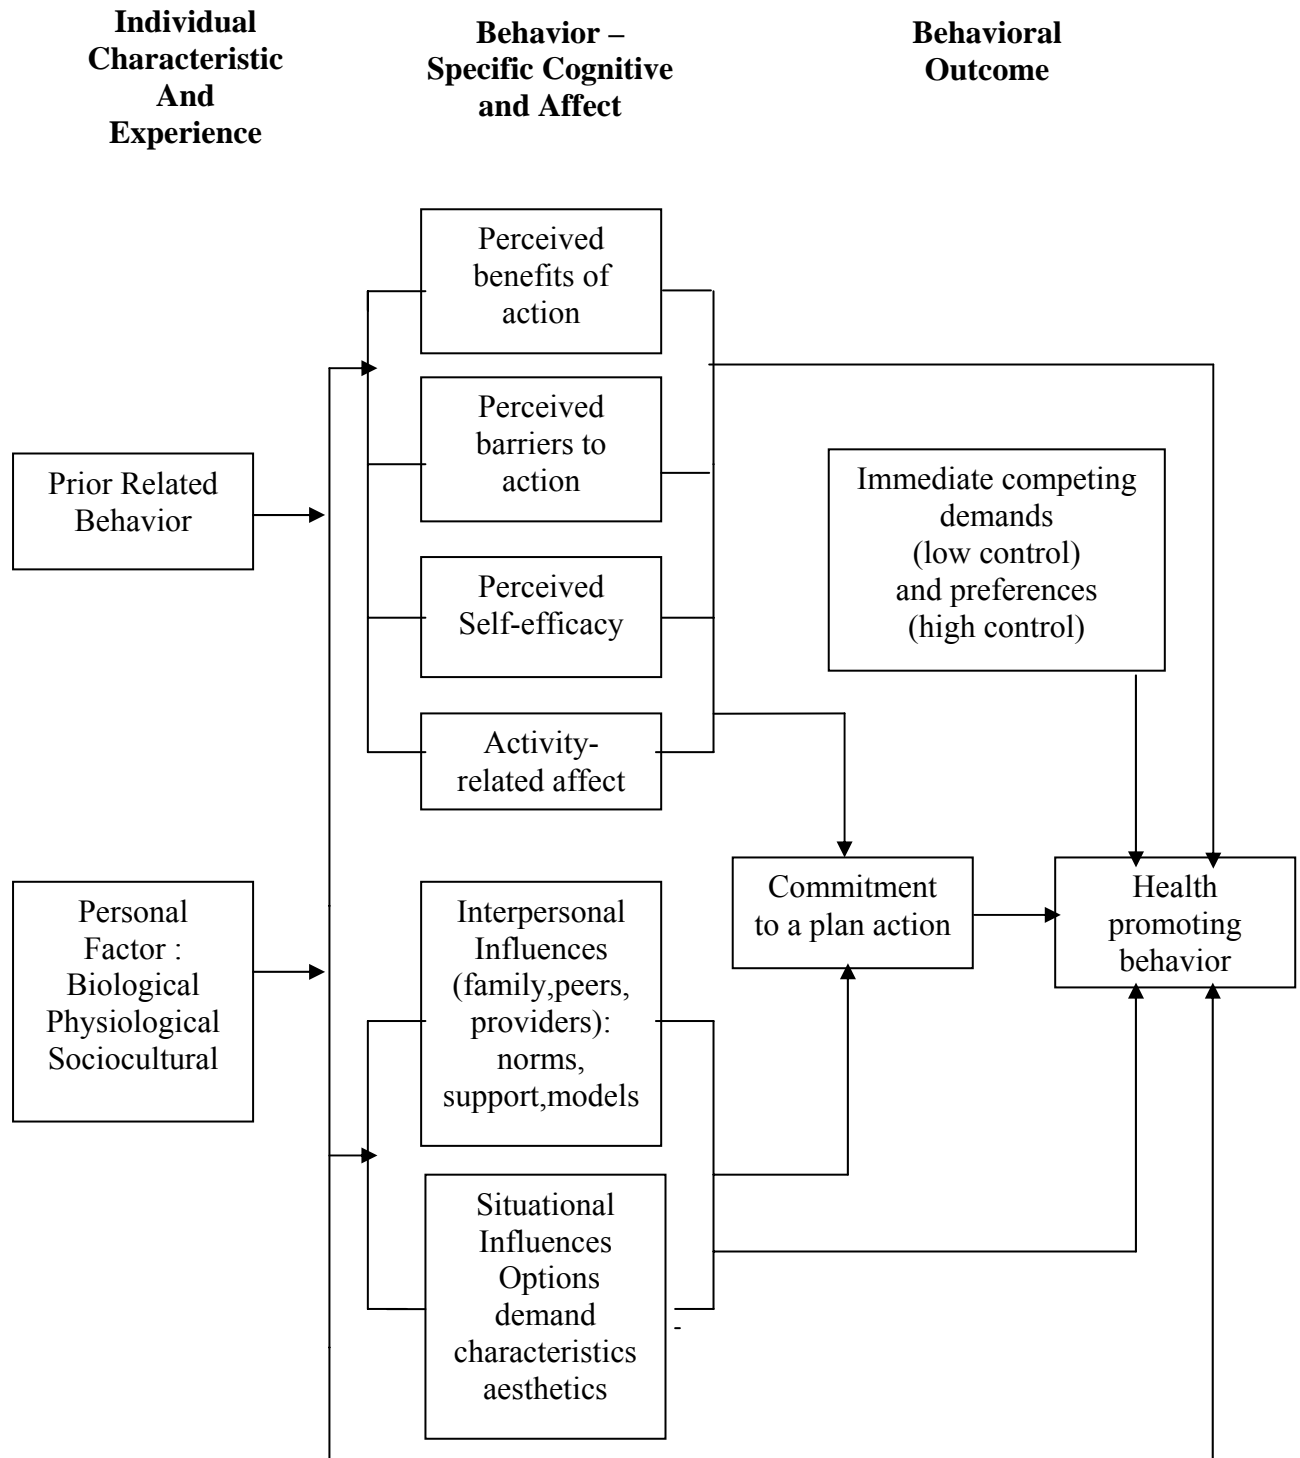 Individual
Characteristic
And
Experience
Behavior –
Specific Cognitive
and Affect
Behavioral
Outcome
Perceived
benefits of
action
Perceived
barriers to
action
Prior Related
Behavior
Immediate competing
demands
(low control)
and preferences
(high control)
Perceived
Self-efficacy
Activity-
related affect
Personal
Factor :
Biological
Physiological
Sociocultural
Interpersonal
Influences
(family,peers,
providers):
norms,
support,models
Commitment
to a plan action
Health
promoting
behavior
Situational
Influences
Options
demand
characteristics
aesthetics
-